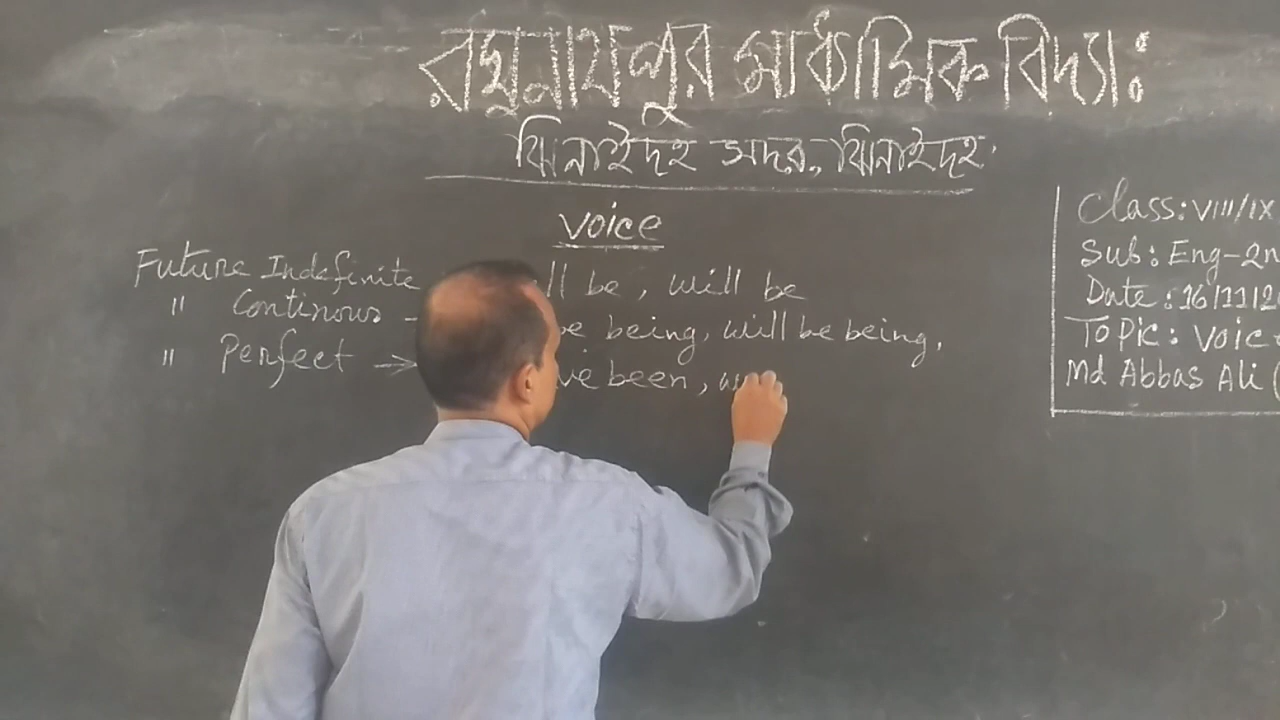 রঘুনাথপুর মাধ্যমিক বিদ্যাঃ
ঝিনাইদহ সদর, ঝিনাইদহ
Voice
Future Indefinite ll be, will be
" Continous - be being, will be being,
" Perfect → ve been,
Class: VIII/IX
Sub: Eng-2n
Date: 16/11/2
Topic: Voic
Md Abbas Ali (